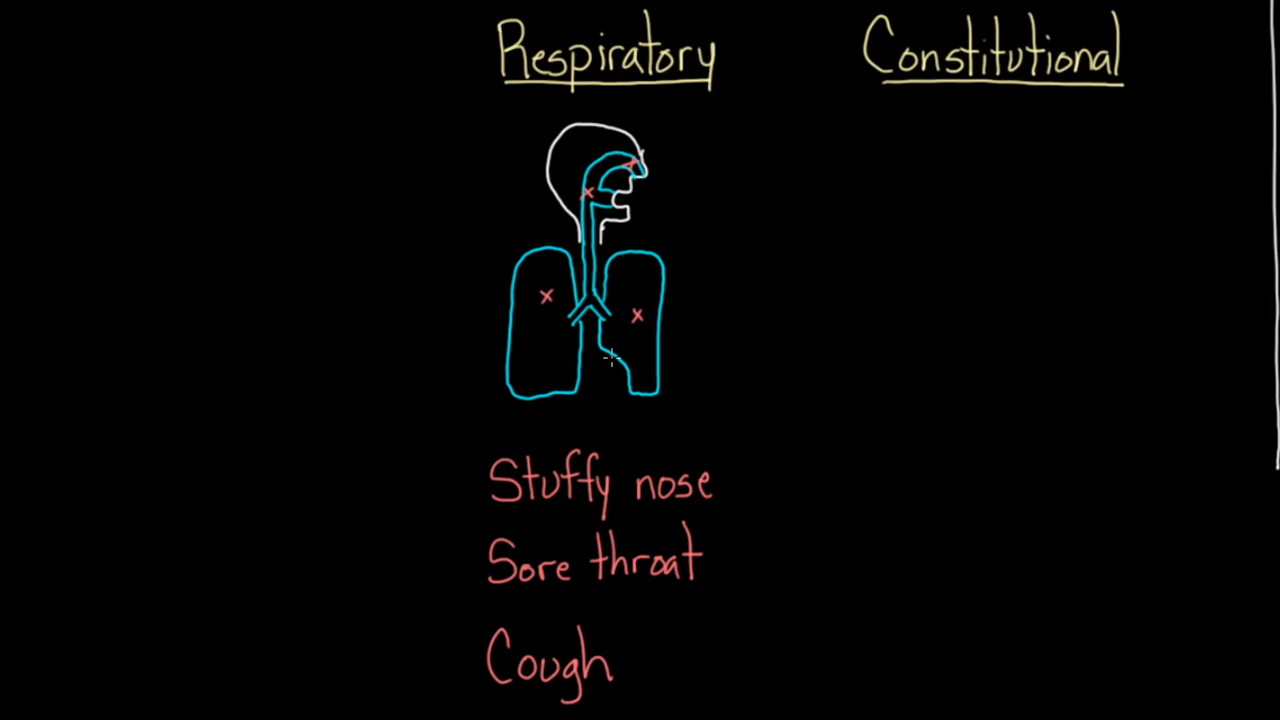 Respiratory
Constitutional
Stuffy nose
Sore throat
Cough